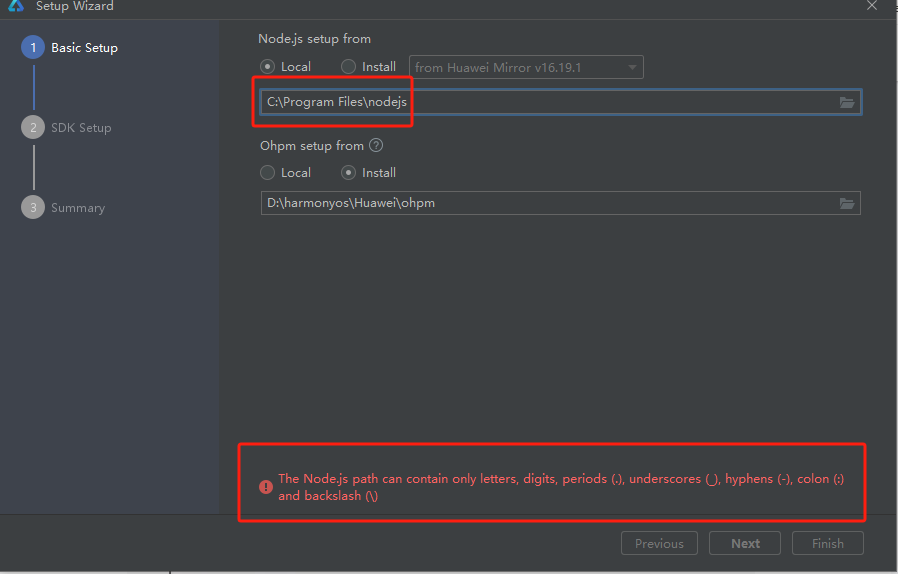 Setup Wizard
1 Basic Setup
2 SDK Setup
3 Summary
Node.js setup from
Local Install from Huawei Mirror v16.19.1
C:\Program Files\nodejs
Ohpm setup from ?
Local Install
D:\harmonyos\Huawei\ohpm
! The Node.js path can contain only letters, digits, periods (.), underscores (_), hyphens (-), colon (:)
and backslash (\)
Previous Next Finish